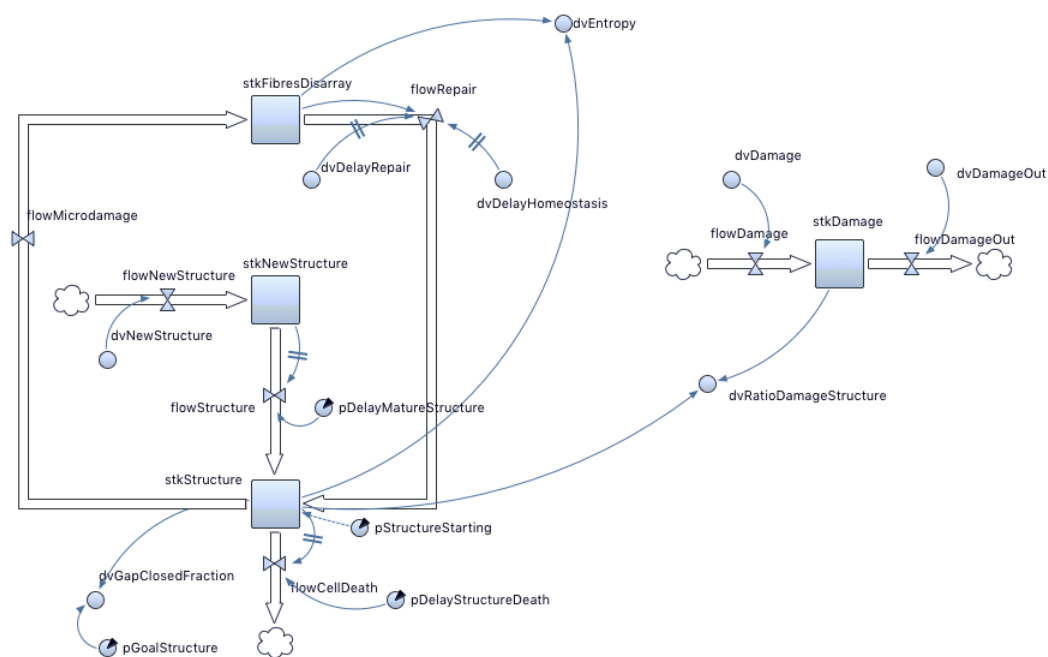 dvEntropy
stkFibresDisarray
flowRepair
dvDelayRepair
dvDelayHomeostasis
dvDamage
dvDamageOut
flowMicrodamage
stkDamage
flowDamage
flowDamageOut
stkNewStructure
flowNewStructure
dvNewStructure
dvRatioDamageStructure
flowStructure
pDelayMatureStructure
stkStructure
pStructureStarting
dvGapClosedFraction
flowCellDeath
pDelayStructureDeath
pGoalStructure